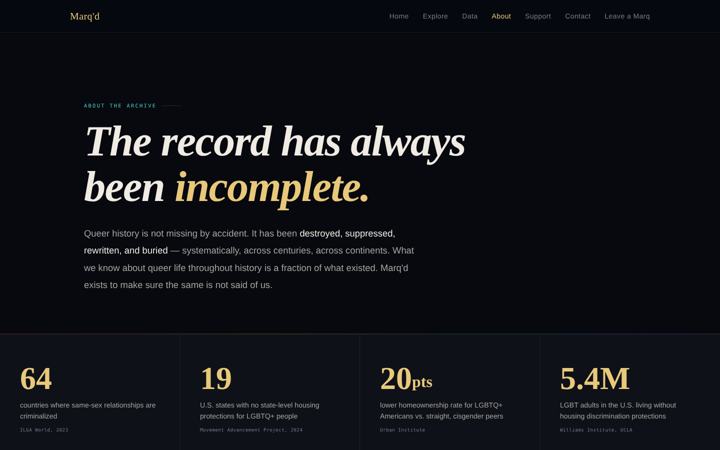 Marq'd
Home Explore Data About Support Contact Leave a Marq
ABOUT THE ARCHIVE
The record has always
been incomplete.
Queer history is not missing by accident. It has been destroyed, suppressed,
rewritten, and buried — systematically, across centuries, across continents. What
we know about queer life throughout history is a fraction of what existed. Marq'd
exists to make sure the same is not said of us.
64
countries where same-sex relationships are
criminalized
ILGA World, 2023
19
U.S. states with no state-level housing
protections for LGBTQ+ people
Movement Advancement Project, 2024
20pts
lower homeownership rate for LGBTQ+
Americans vs. straight, cisgender peers
Urban Institute
5.4M
LGBT adults in the U.S. living without
housing discrimination protections
Williams Institute, UCLA